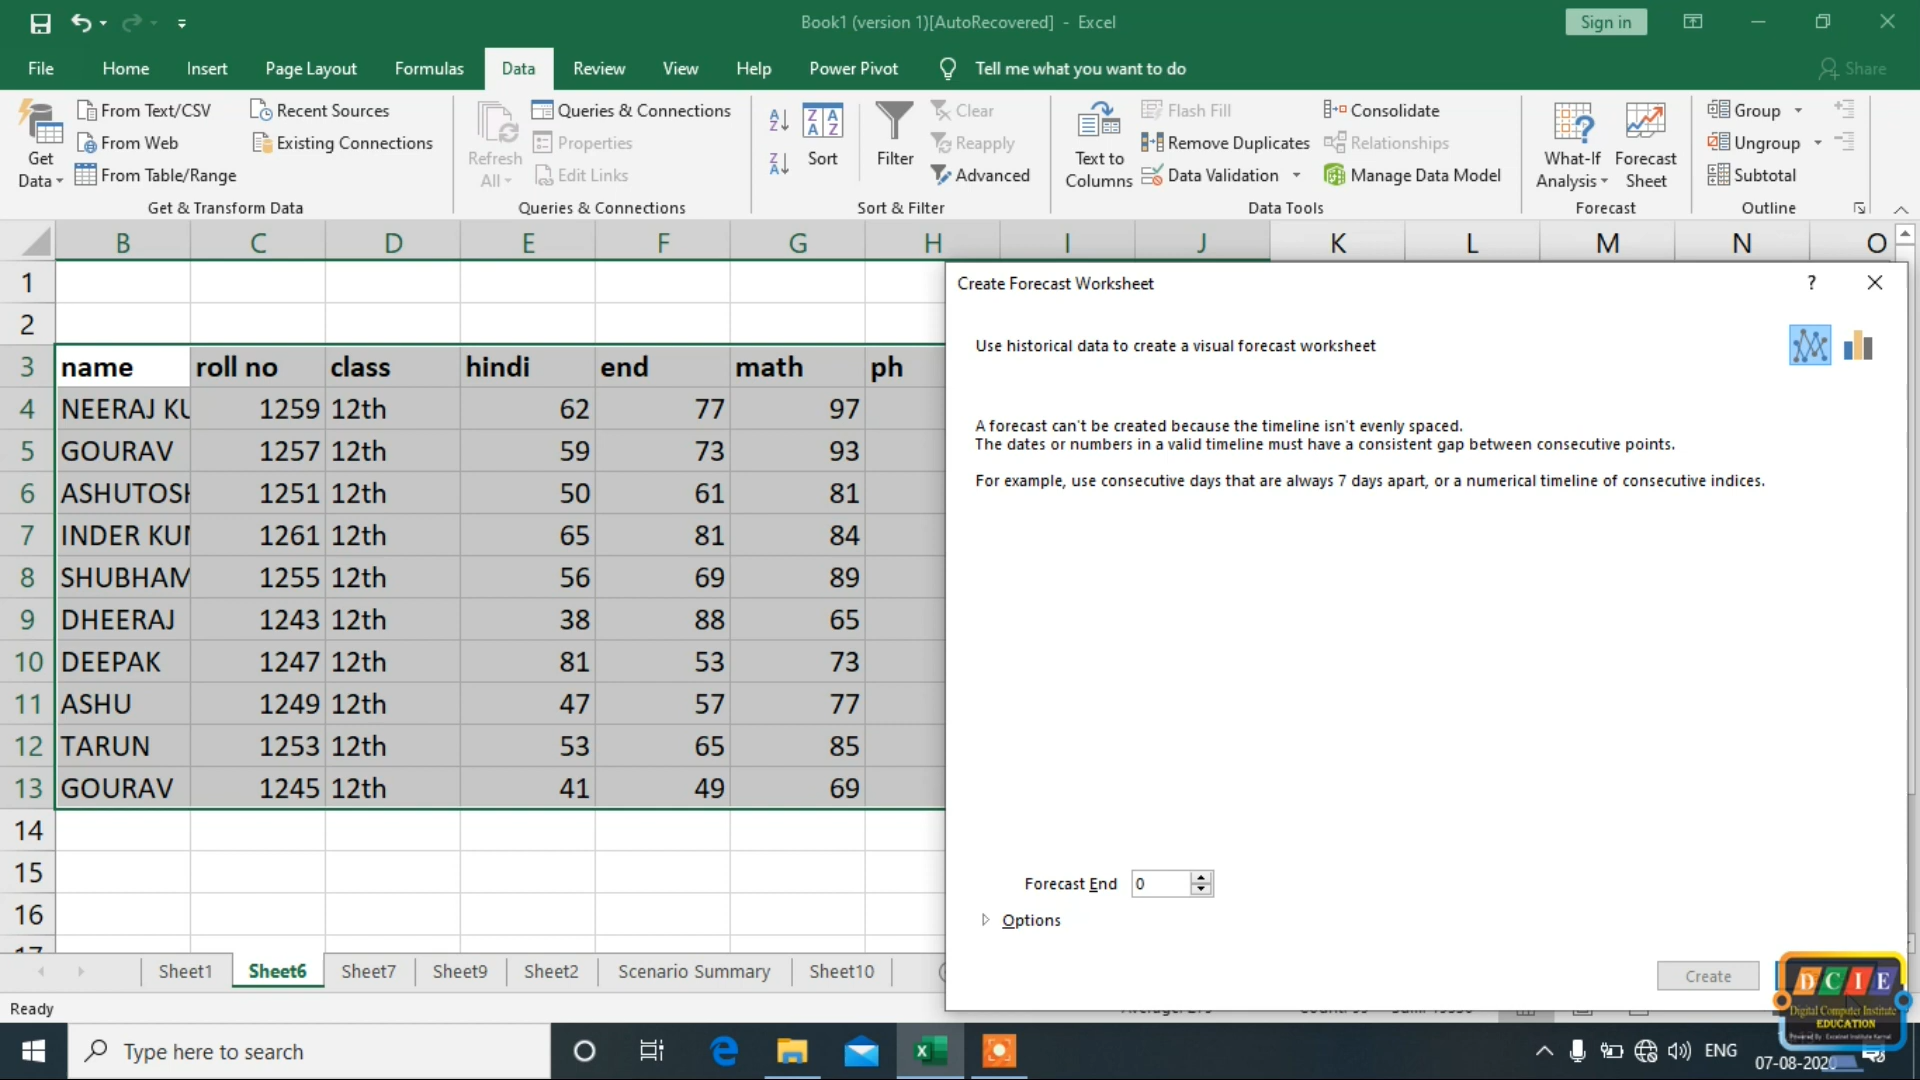 Book1 (version 1)[AutoRecovered] - Excel
Sign in
File Home Insert Page Layout Formulas Data Review View Help Power Pivot Tell me what you want to do Share
Get Data
From Text/CSV
From Web
From Table/Range
Recent Sources
Existing Connections
Get & Transform Data
Refresh All
Queries & Connections
Properties
Edit Links
Queries & Connections
Sort
Filter
Clear
Reapply
Advanced
Sort & Filter
Text to Columns
Flash Fill
Remove Duplicates
Data Validation
Consolidate
Relationships
Manage Data Model
Data Tools
What-If Analysis
Forecast Sheet
Forecast
Group
Ungroup
Subtotal
Outline
B C D E F G H I J K L M N O
1
2
3 name roll no class hindi end math ph
4 NEERAJ KU 1259 12th 62 77 97
5 GOURAV 1257 12th 59 73 93
6 ASHUTOSH 1251 12th 50 61 81
7 INDER KUM 1261 12th 65 81 84
8 SHUBHAM 1255 12th 56 69 89
9 DHEERAJ 1243 12th 38 88 65
10 DEEPAK 1247 12th 81 53 73
11 ASHU 1249 12th 47 57 77
12 TARUN 1253 12th 53 65 85
13 GOURAV 1245 12th 41 49 69
14
15
16
Create Forecast Worksheet ?
Use historical data to create a visual forecast worksheet
A forecast can't be created because the timeline isn't evenly spaced.
The dates or numbers in a valid timeline must have a consistent gap between consecutive points.
For example, use consecutive days that are always 7 days apart, or a numerical timeline of consecutive indices.
Forecast End 0
Options
Create
Sheet1 Sheet6 Sheet7 Sheet9 Sheet2 Scenario Summary Sheet10
Ready
DCIE
Digital Computer Institute
EDUCATION
Type here to search
ENG
07-08-2020